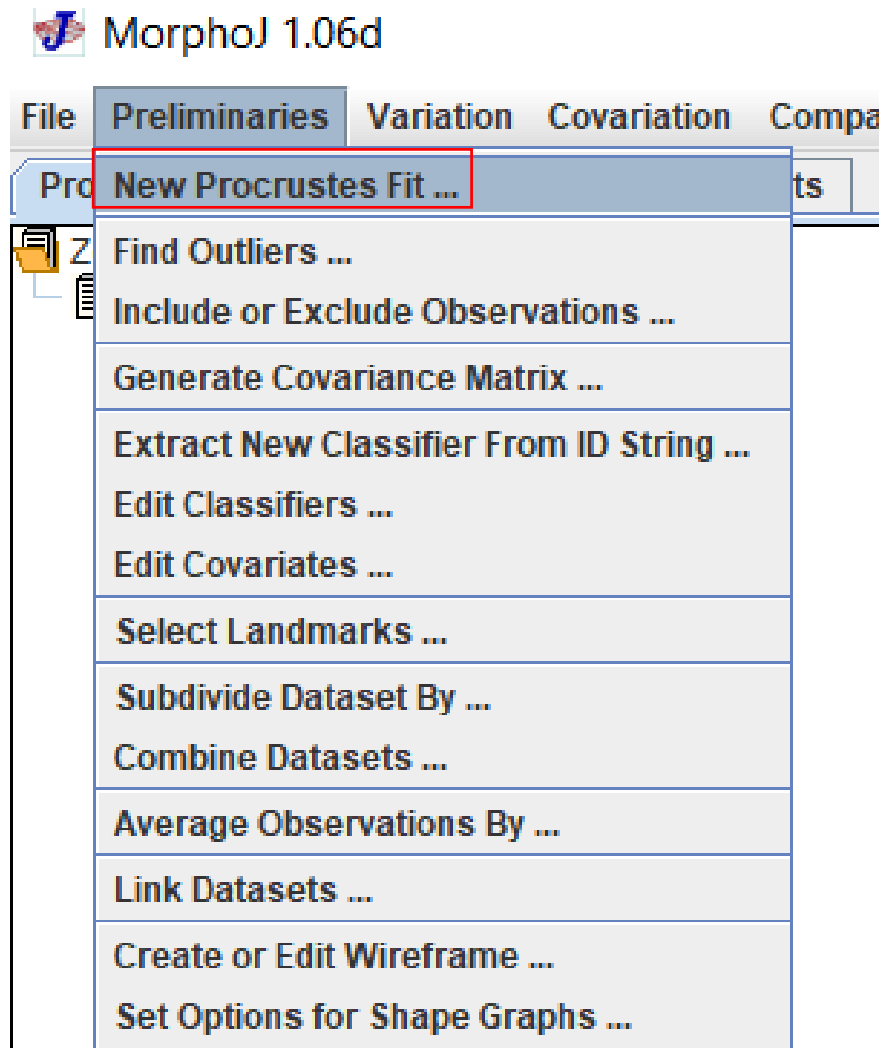 MorphoJ 1.06d
File Preliminaries Variation Covariation Compa
Pro ts
New Procrustes Fit ...
Z
Find Outliers ...
Include or Exclude Observations ...
Generate Covariance Matrix ...
Extract New Classifier From ID String ...
Edit Classifiers ...
Edit Covariates ...
Select Landmarks ...
Subdivide Dataset By ...
Combine Datasets ...
Average Observations By ...
Link Datasets ...
Create or Edit Wireframe ...
Set Options for Shape Graphs ...